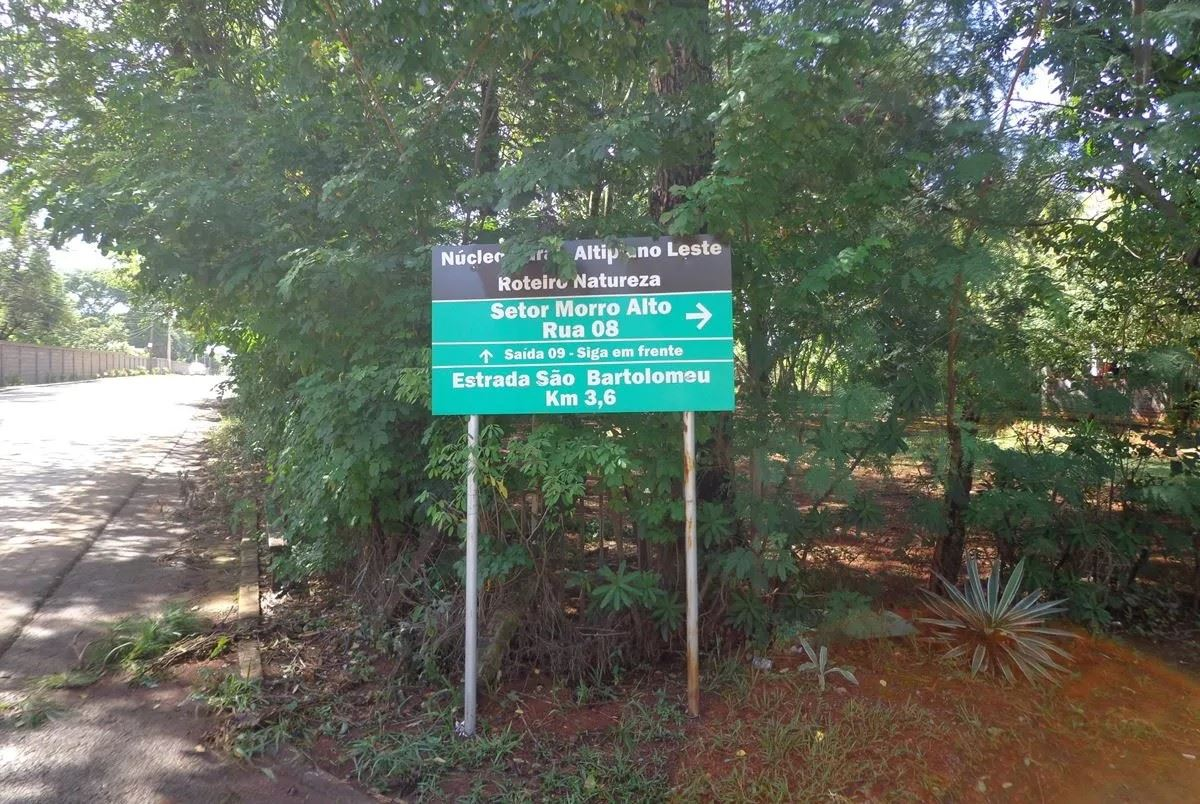 Núcleo Altiplano Leste
Roteiro Natureza
Setor Morro Alto →
Rua 08
↑ Saída 09 - Siga em frente
Estrada São Bartolomeu
Km 3,6